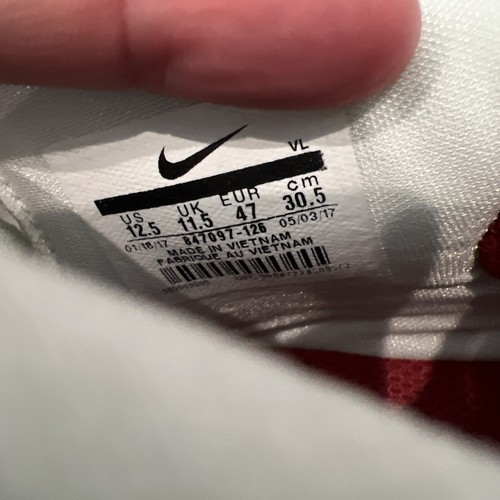 VL
US UK EUR cm
12.5 11.5 47 30.5
01/18/17 847097-126 05/03/17
MADE IN VIETNAM
FABRIQUE AU VIETNAM